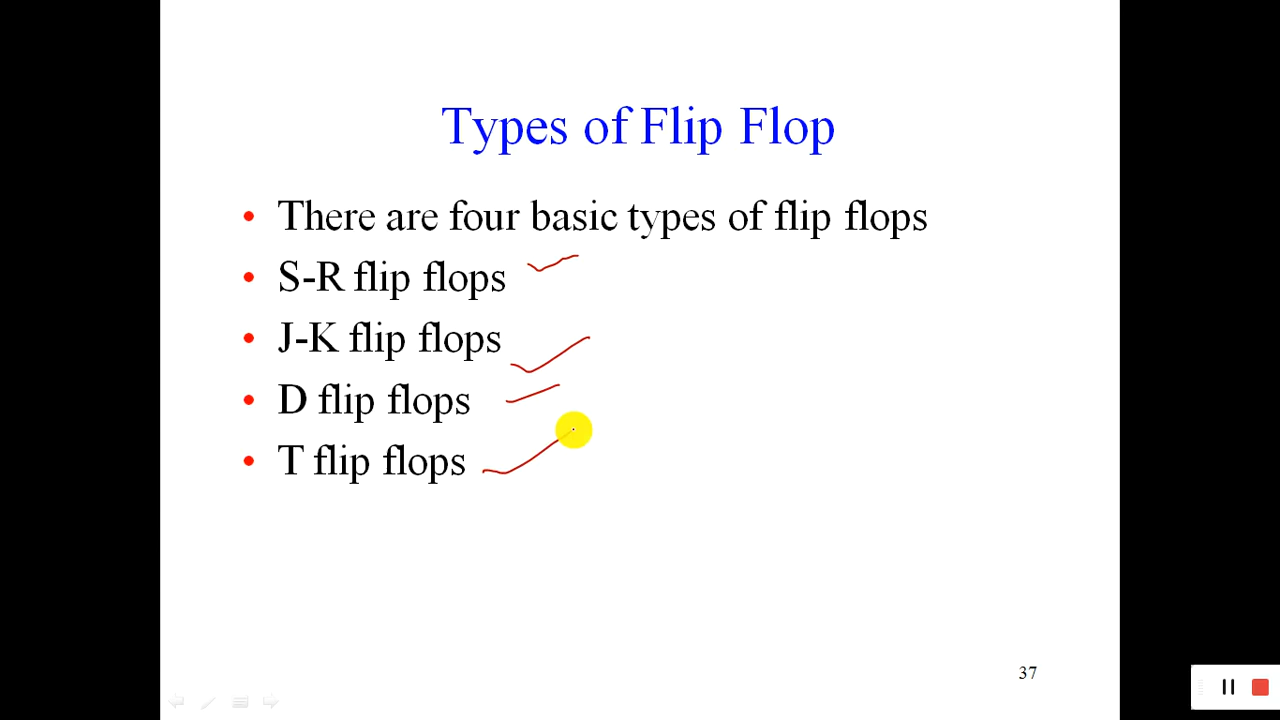 Types of Flip Flop
• There are four basic types of flip flops
• S-R flip flops
• J-K flip flops
• D flip flops
• T flip flops
37